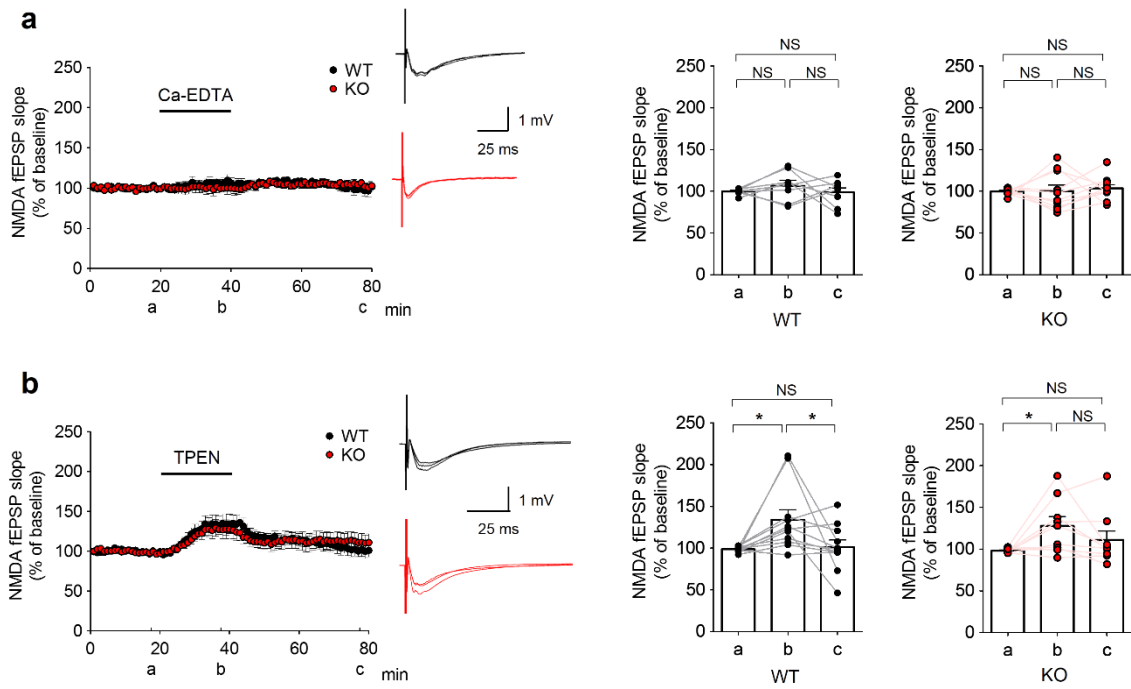 a
250
200
150
100
50
0
NMDA fEPSP slope
(% of baseline)
Ca-EDTA
WT
KO
0 20 40 60 80
a b c min
1 mV
25 ms
NS
NS NS
250
200
150
100
50
0
NMDA fEPSP slope
(% of baseline)
a b c
WT
NS
NS NS
250
200
150
100
50
0
NMDA fEPSP slope
(% of baseline)
a b c
KO
b
250
200
150
100
50
0
NMDA fEPSP slope
(% of baseline)
TPEN
WT
KO
0 20 40 60 80
a b c min
1 mV
25 ms
NS
* *
250
200
150
100
50
0
NMDA fEPSP slope
(% of baseline)
a b c
WT
NS
* NS
250
200
150
100
50
0
NMDA fEPSP slope
(% of baseline)
a b c
KO